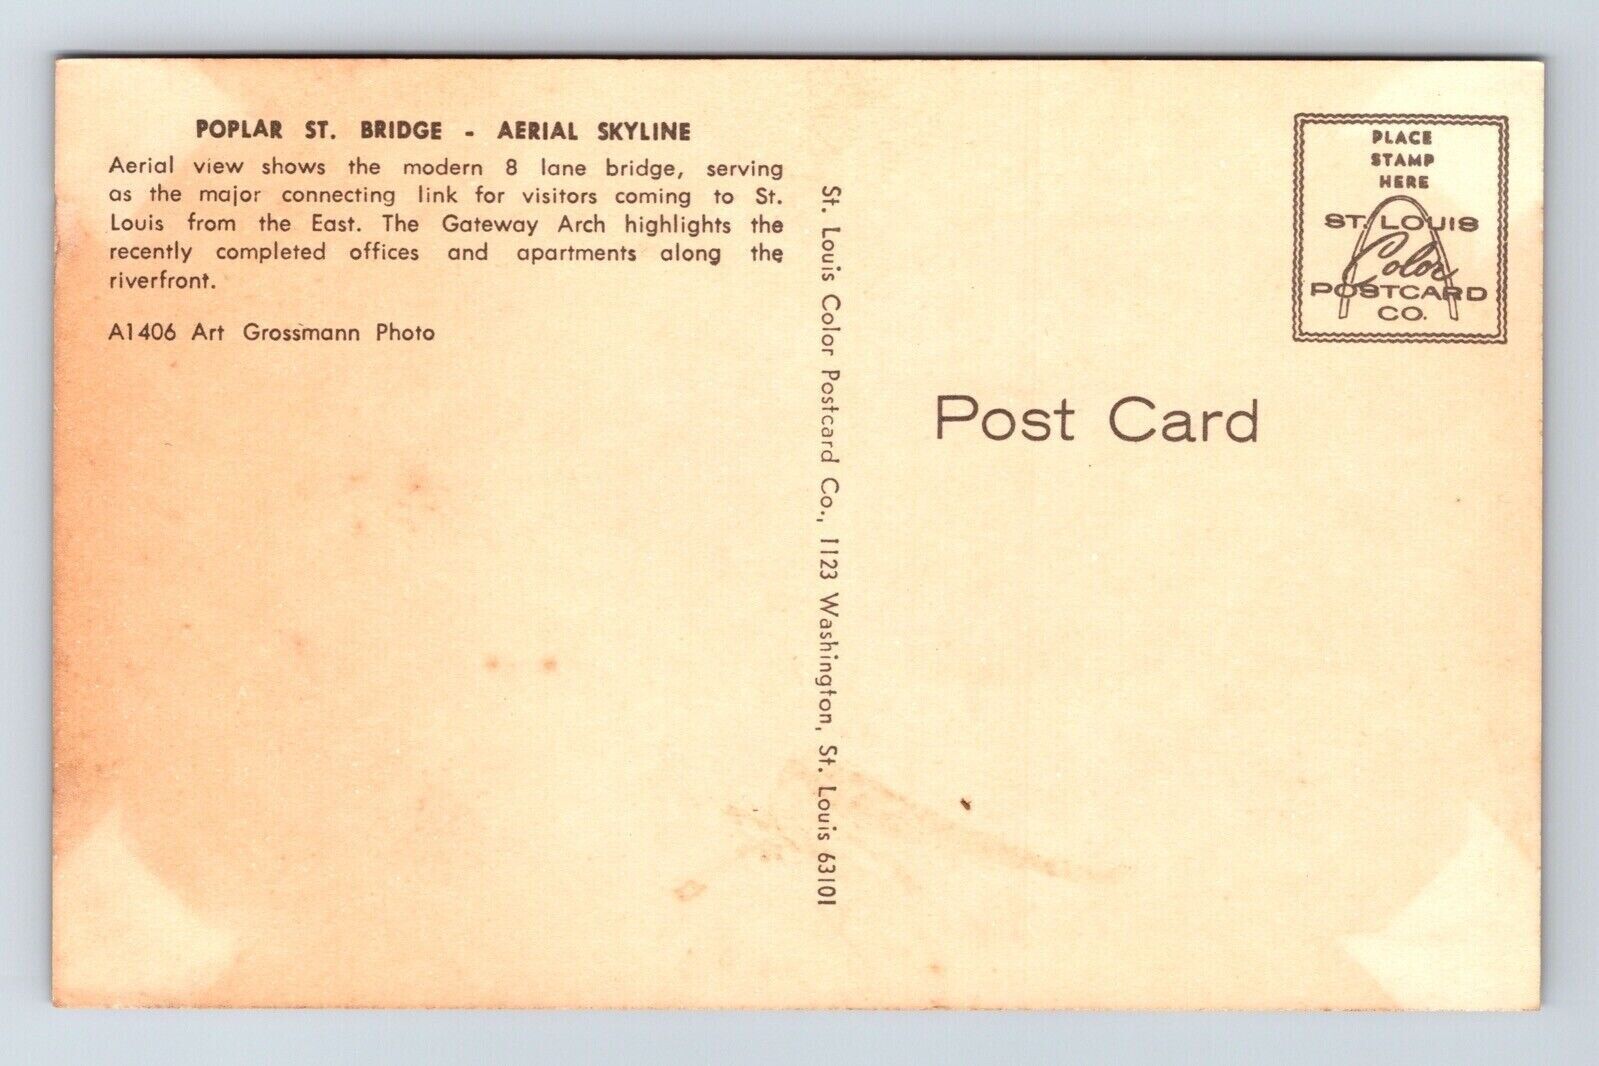 POPLAR ST. BRIDGE - AERIAL SKYLINE
Aerial view shows the modern 8 lane bridge, serving
as the major connecting link for visitors coming to St.
Louis from the East. The Gateway Arch highlights the
recently completed offices and apartments along the
riverfront.
A1406 Art Grossmann Photo
St. Louis Color Postcard Co., 1123 Washington, St. Louis 63101
PLACE
STAMP
HERE
ST. LOUIS
Color
POSTCARD
CO.
Post Card